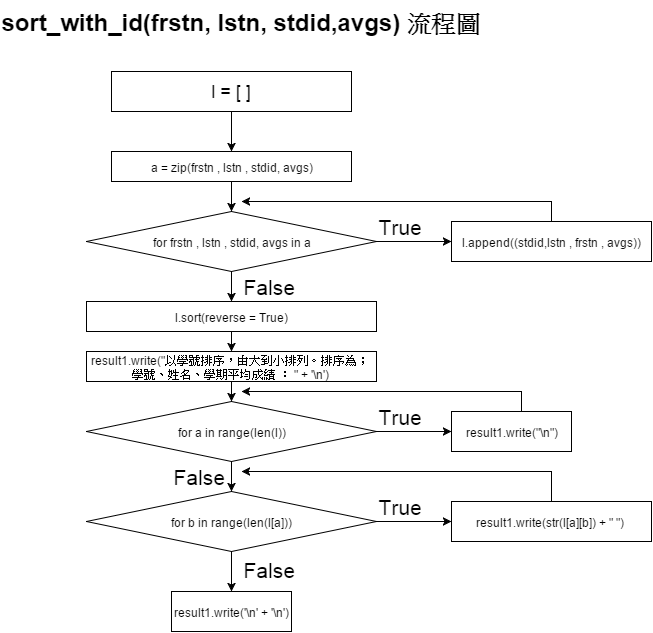 sort_with_id(frstn, lstn, stdid,avgs) 流程圖
l = [ ]
a = zip(frstn , lstn , stdid, avgs)
for frstn , lstn , stdid, avgs in a
True
l.append((stdid,lstn , frstn , avgs))
False
l.sort(reverse = True)
result1.write("以學號排序，由大到小排列。排序為；
學號、姓名、學期平均成績 ： " + '\n')
for a in range(len(l))
True
result1.write("\n")
False
for b in range(len(l[a]))
True
result1.write(str(l[a][b]) + " ")
False
result1.write('\n' + '\n')